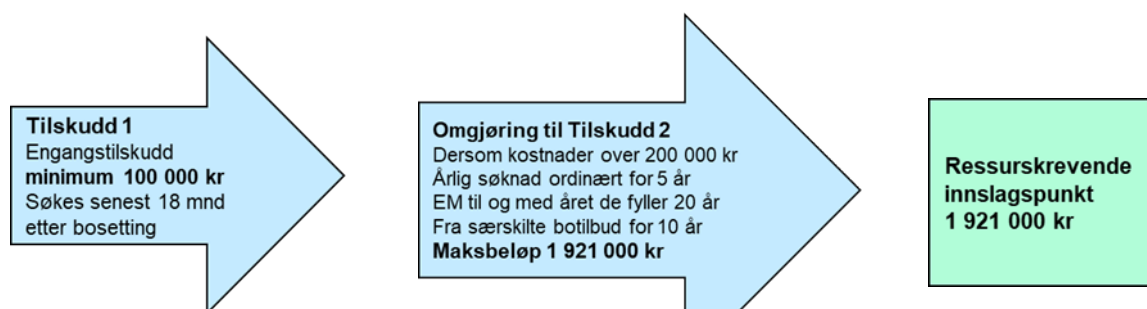 Tilskudd 1
Engangstilskudd
minimum 100 000 kr
Søkes senest 18 mnd
etter bosetting
Omgjøring til Tilskudd 2
Dersom kostnader over 200 000 kr
Årlig søknad ordinært for 5 år
EM til og med året de fyller 20 år
Fra særskilte botilbud for 10 år
Maksbeløp 1 921 000 kr
Ressurskrevende
innslagspunkt
1 921 000 kr